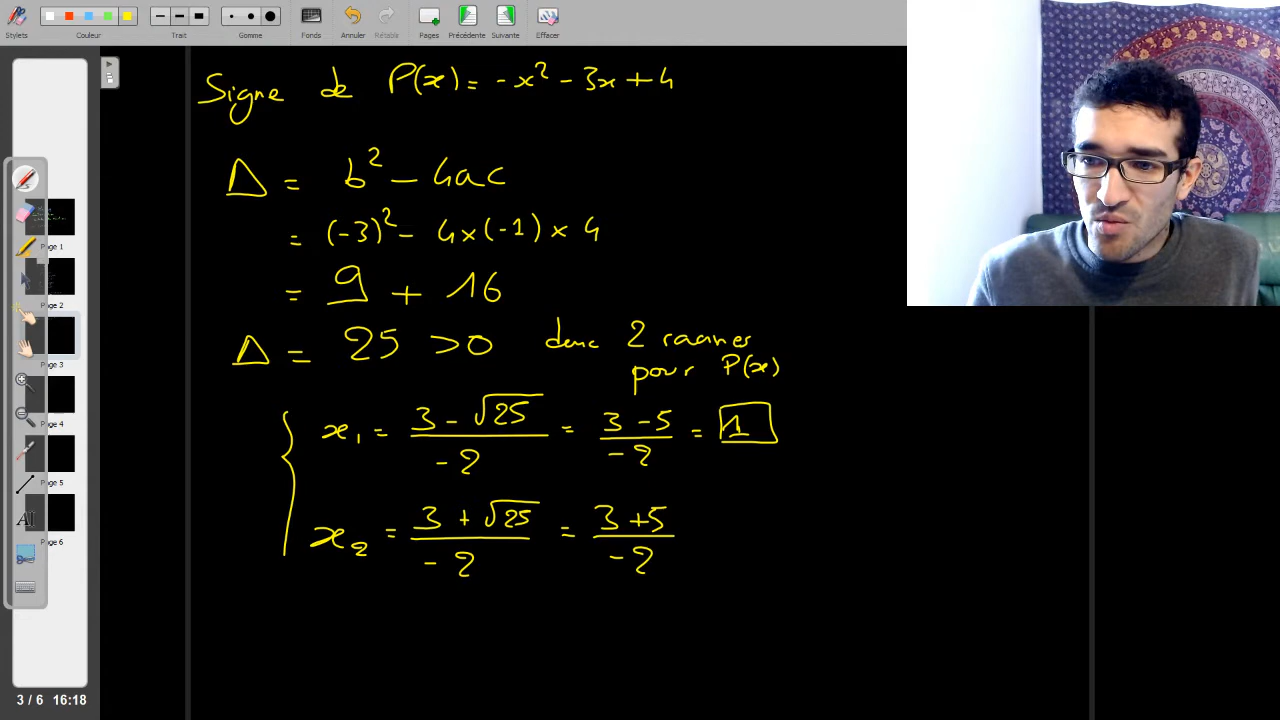 Stylets Couleur Trait Gomme Fonds Annuler Rétablir Pages Précédente Suivante Effacer
Signe de P(x) = -x² - 3x + 4
Δ = b² - 4ac
= (-3)² - 4×(-1) × 4
= 9 + 16
Δ = 25 >0 donc 2 racines
pour P(x)
x₁ = (3 - √25)/(-2) = (3 - 5)/(-2) = 1
x₂ = (3 + √25)/(-2) = (3 + 5)/(-2)
Page 1
Page 2
Page 3
Page 4
Page 5
Page 6
3 / 6 16:18